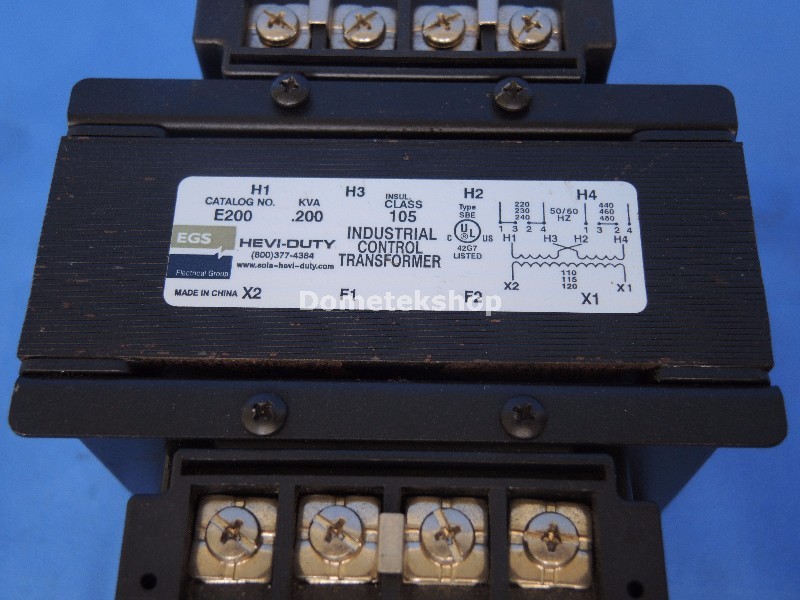 H1 H3 H2 H4
CATALOG NO. KVA INSUL. CLASS Type SBE
E200 .200 105
220 230 240 50/60 HZ 440 460 480
1 3 2 4 1 3 2 4
C UL US
42G7
LISTED
EGS
Electrical Group
HEVI-DUTY
(800)377-4384
www.sola-hevi-duty.com
INDUSTRIAL
CONTROL
TRANSFORMER
H1 H3 H2 H4
110
115
120
X2 X1
MADE IN CHINA X2 F1 F2 X1
Dometekshop